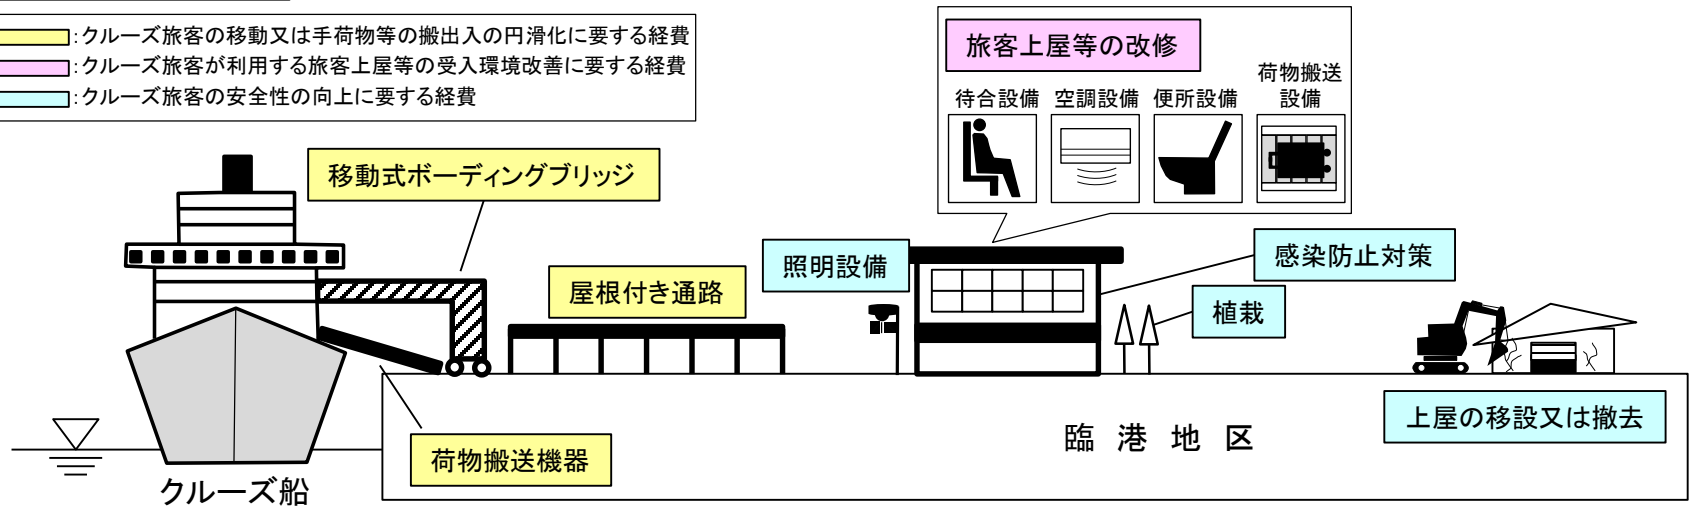 ：クルーズ旅客の移動又は手荷物等の搬出入の円滑化に要する経費
：クルーズ旅客が利用する旅客上屋等の受入環境改善に要する経費
：クルーズ旅客の安全性の向上に要する経費
旅客上屋等の改修
待合設備 空調設備 便所設備 荷物搬送
設備
移動式ボーディングブリッジ
照明設備
感染防止対策
屋根付き通路
植栽
上屋の移設又は撤去
臨港地区
荷物搬送機器
クルーズ船